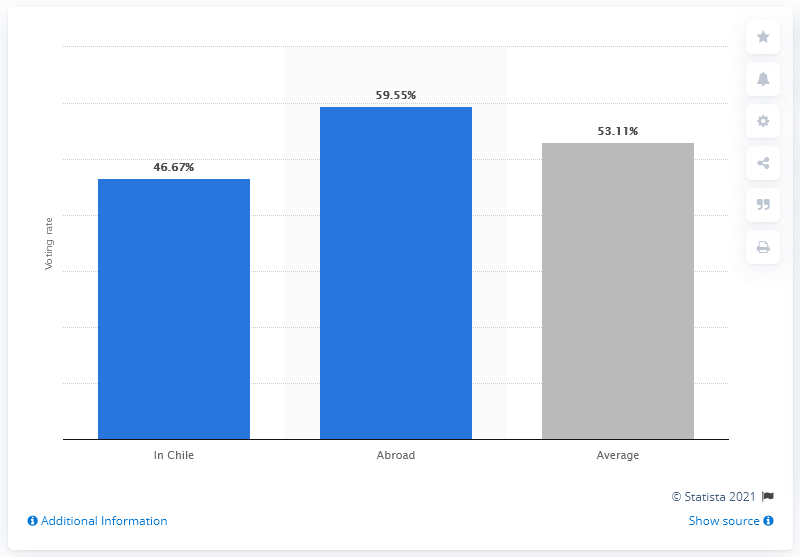 59.55%
53.11%
46.67%
Voting rate
In Chile
Abroad
Average
© Statista 2021
Additional Information
Show source